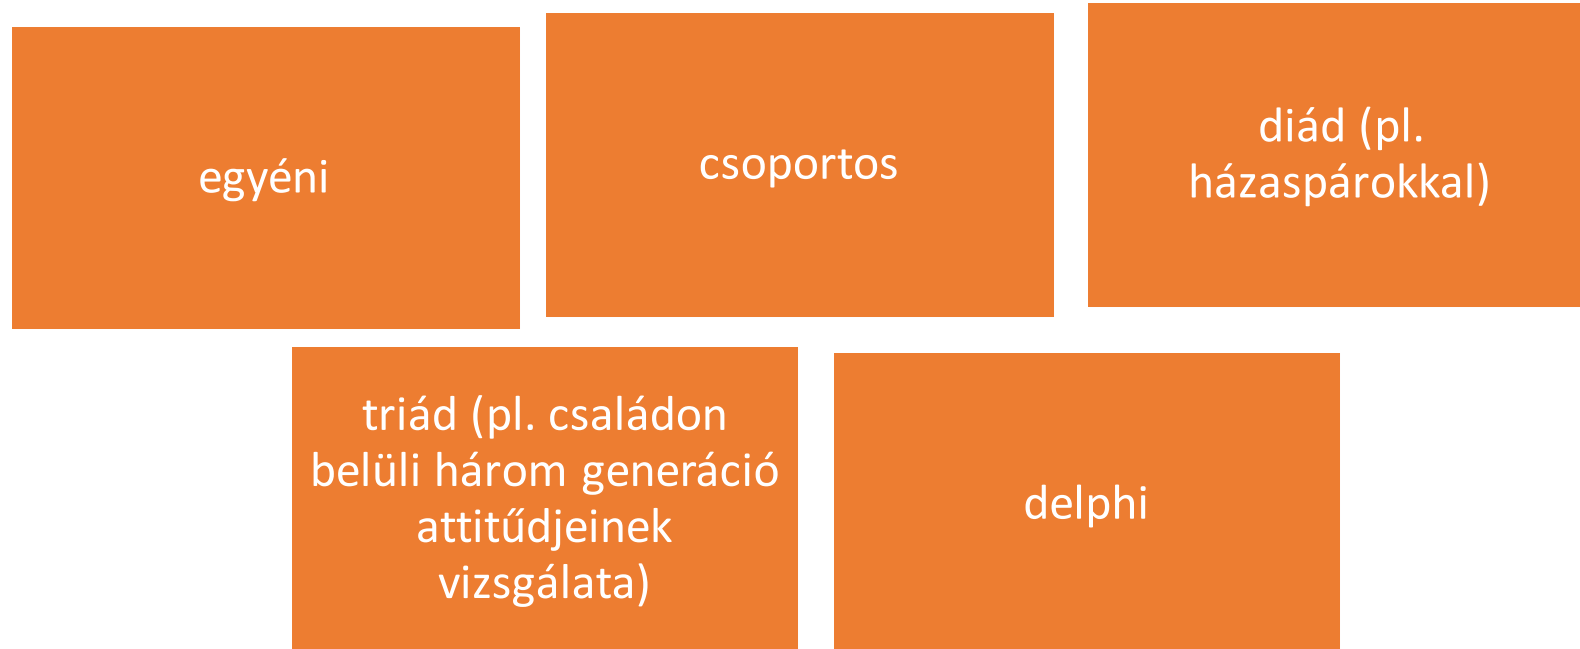 egyéni
csoportos
diád (pl.
házaspárokkal)
triád (pl. családon
belüli három generáció
attitűdjeinek
vizsgálata)
delphi